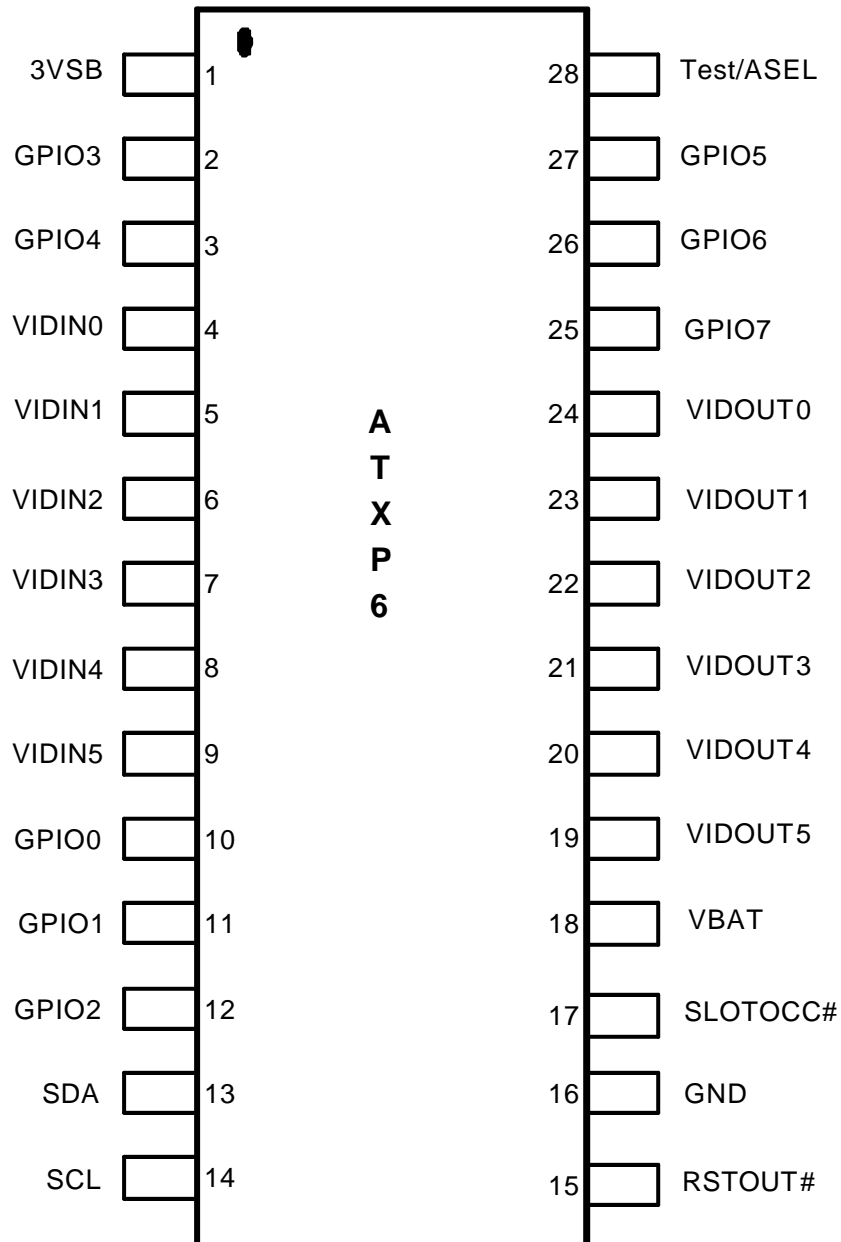 3VSB 1 28 Test/ASEL
GPIO3 2 27 GPIO5
GPIO4 3 26 GPIO6
VIDIN0 4 25 GPIO7
VIDIN1 5 24 VIDOUT0
VIDIN2 6 23 VIDOUT1
VIDIN3 7 22 VIDOUT2
VIDIN4 8 21 VIDOUT3
VIDIN5 9 20 VIDOUT4
GPIO0 10 19 VIDOUT5
GPIO1 11 18 VBAT
GPIO2 12 17 SLOTOCC#
SDA 13 16 GND
SCL 14 15 RSTOUT#
A
T
X
P
6